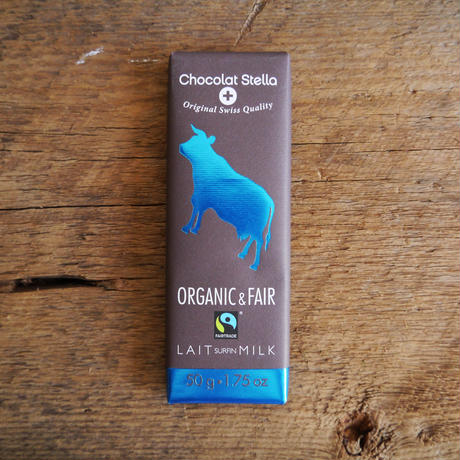 Chocolat Stella
Original Swiss Quality
ORGANIC & FAIR
FAIRTRADE
LAIT SURFIN MILK
50 g • 1.75 oz